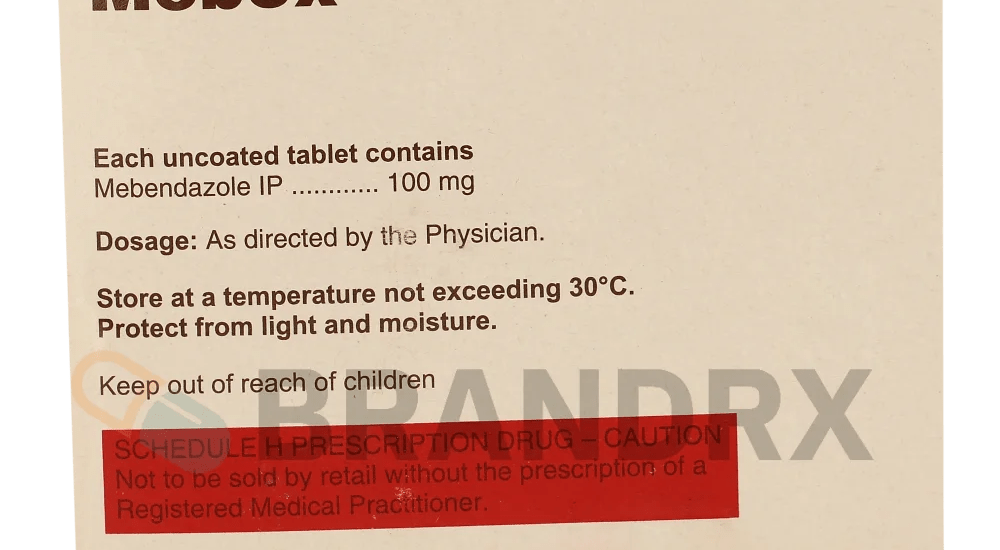 Each uncoated tablet contains
Mebendazole IP ............ 100 mg
Dosage: As directed by the Physician.
Store at a temperature not exceeding 30°C.
Protect from light and moisture.
Keep out of reach of children
BRANDRX
SCHEDULE H PRESCRIPTION DRUG – CAUTION
Not to be sold by retail without the prescription of a
Registered Medical Practitioner.